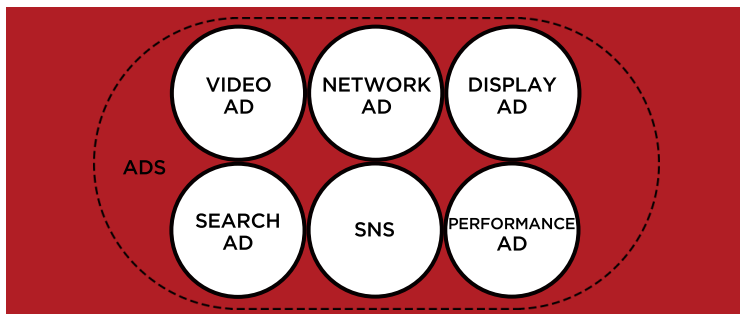 VIDEO
AD
NETWORK
AD
DISPLAY
AD
ADS
SEARCH
AD
SNS
PERFORMANCE
AD